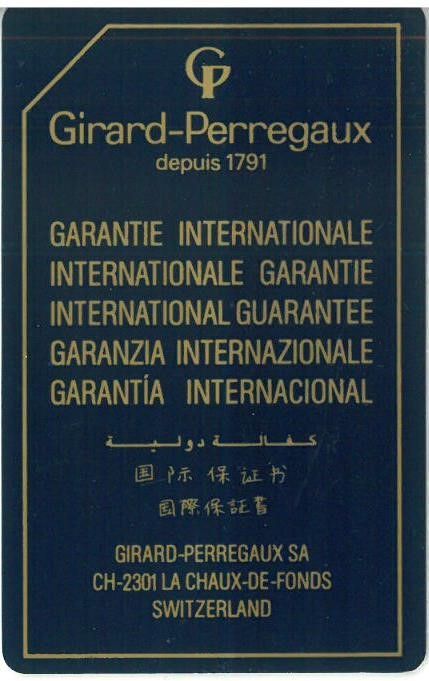 GP
Girard-Perregaux
depuis 1791
GARANTIE INTERNATIONALE
INTERNATIONALE GARANTIE
INTERNATIONAL GUARANTEE
GARANZIA INTERNAZIONALE
GARANTÍA INTERNACIONAL
كفالة دولية
国际保证书
国際保証書
GIRARD-PERREGAUX SA
CH-2301 LA CHAUX-DE-FONDS
SWITZERLAND